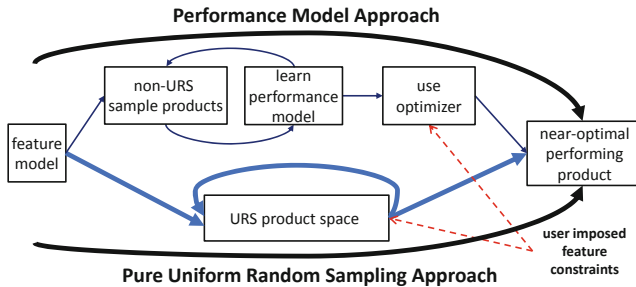 Performance Model Approach
non-URS
sample products
learn
performance
model
use
optimizer
feature
model
near-optimal
performing
product
URS product space
user imposed
feature
constraints
Pure Uniform Random Sampling Approach